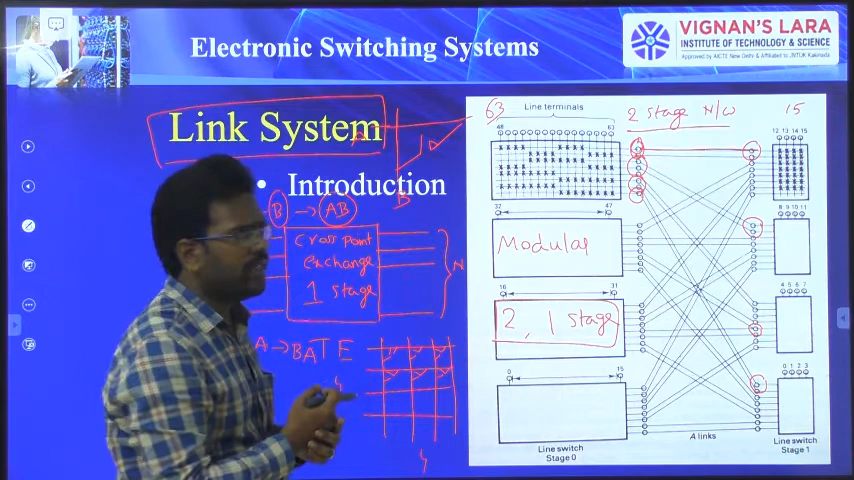 Electronic Switching Systems
VIGNAN'S LARA
INSTITUTE OF TECHNOLOGY & SCIENCE
Approved by AICTE New Delhi & Affiliated to JNTUK Kakinada
Link System
• Introduction
B → AB
B
cross point
exchange
1 stage
N
A → BATE
63
Line terminals
2 stage N/W
15
48
63
A
12 13 14 15
37
47
Modular
8 9 10 11
16
31
2, 1 stage
4 5 6 7
0
15
0 1 2 3
Line switch
Stage 0
A links
Line switch
Stage 1